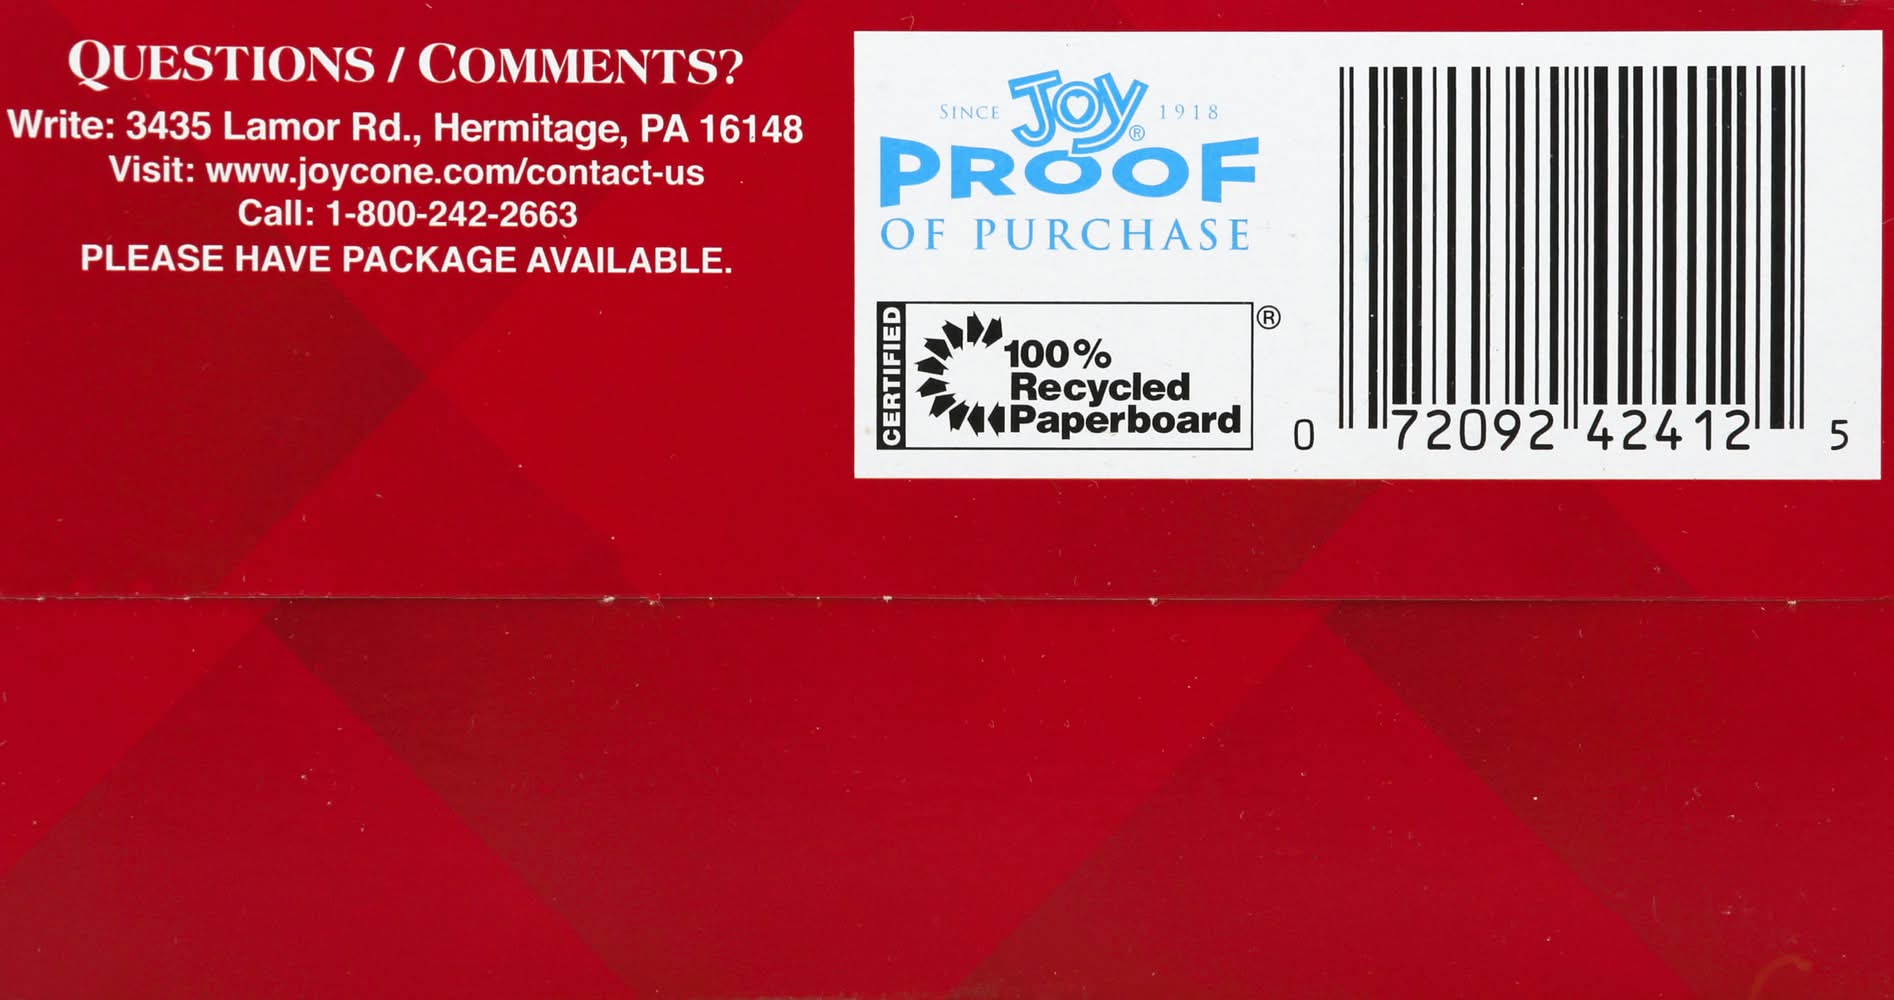 QUESTIONS / COMMENTS?
Write: 3435 Lamor Rd., Hermitage, PA 16148
Visit: www.joycone.com/contact-us
Call: 1-800-242-2663
PLEASE HAVE PACKAGE AVAILABLE.
SINCE JOY® 1918
PROOF
OF PURCHASE
CERTIFIED
100%
Recycled
Paperboard
®
0 72092 42412 5